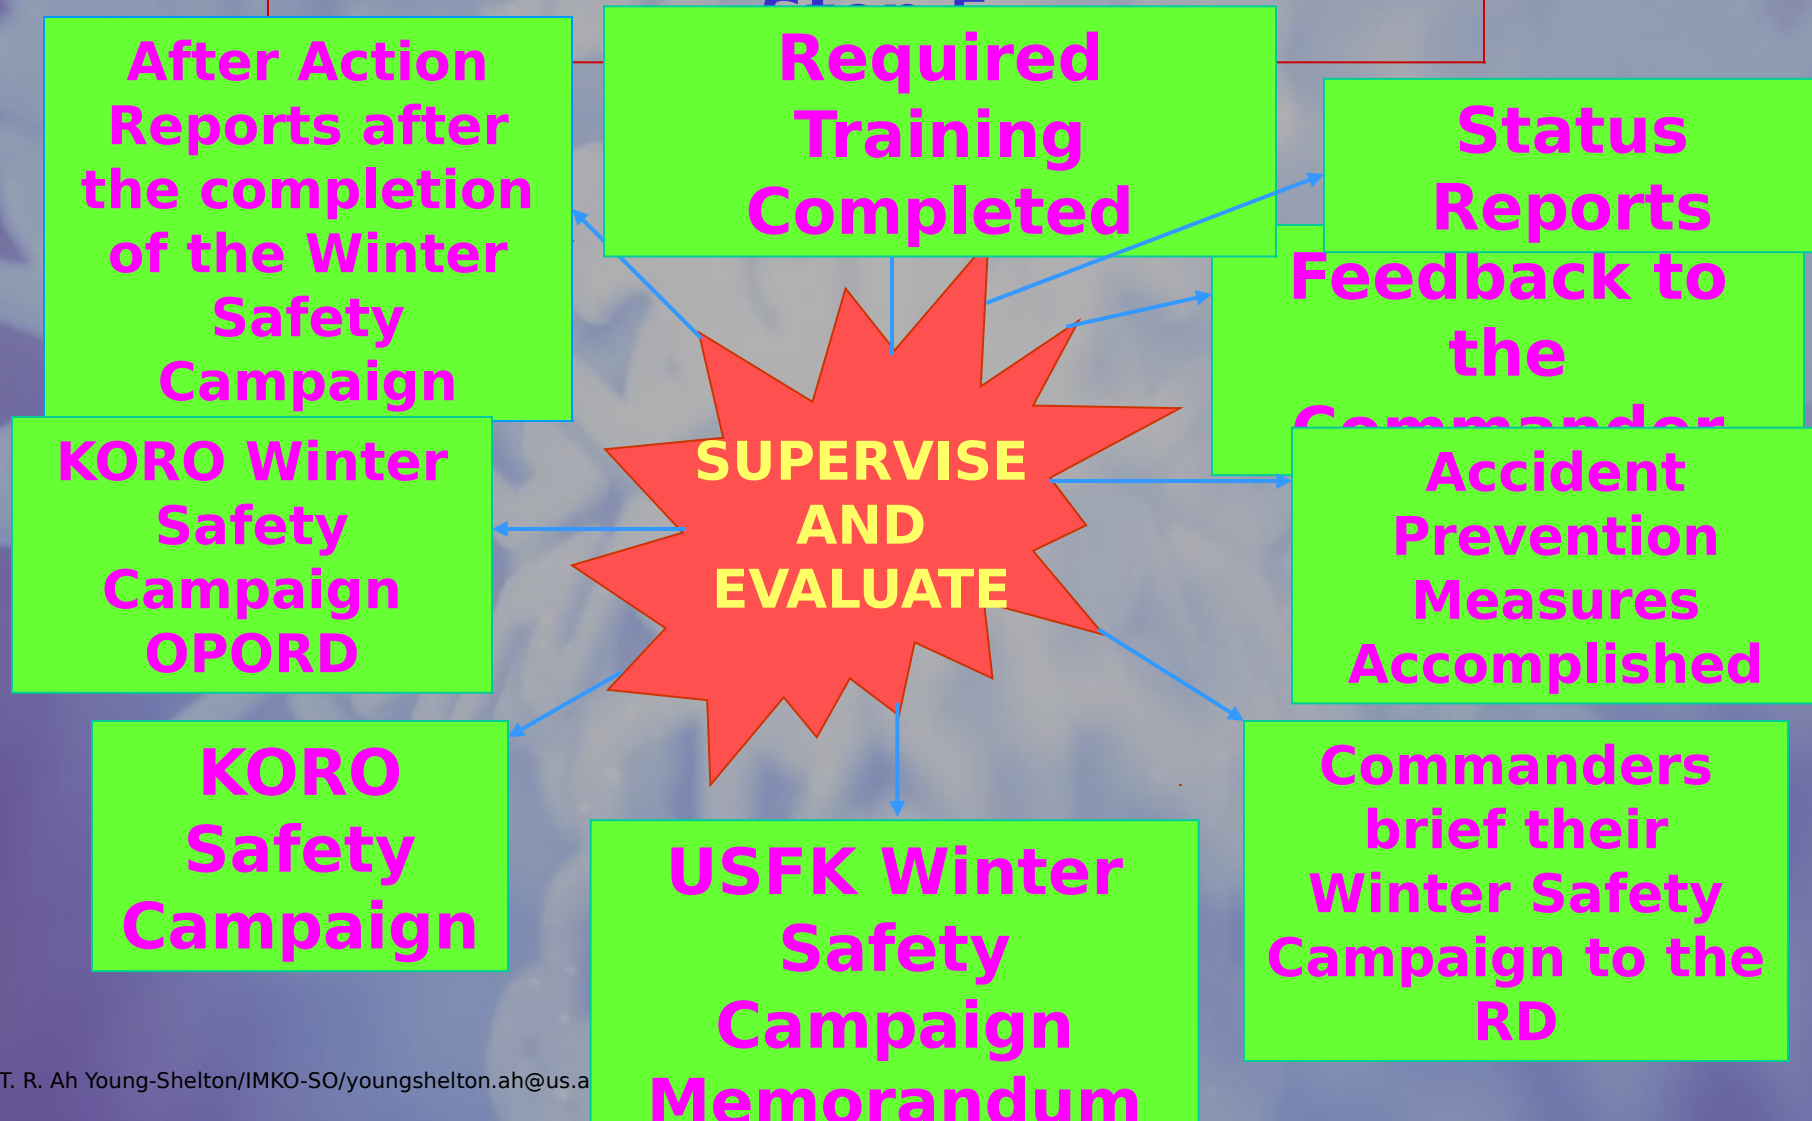 After Action
Reports after
the completion
of the Winter
Safety
Campaign
Required
Training
Completed
Status
Reports
Feedback to
the
Commander
SUPERVISE
AND
EVALUATE
KORO Winter
Safety
Campaign
OPORD
Accident
Prevention
Measures
Accomplished
KORO
Safety
Campaign
USFK Winter
Safety
Campaign
Memorandum
Commanders
brief their
Winter Safety
Campaign to the
RD
T. R. Ah Young-Shelton/IMKO-SO/youngshelton.ah@us.a